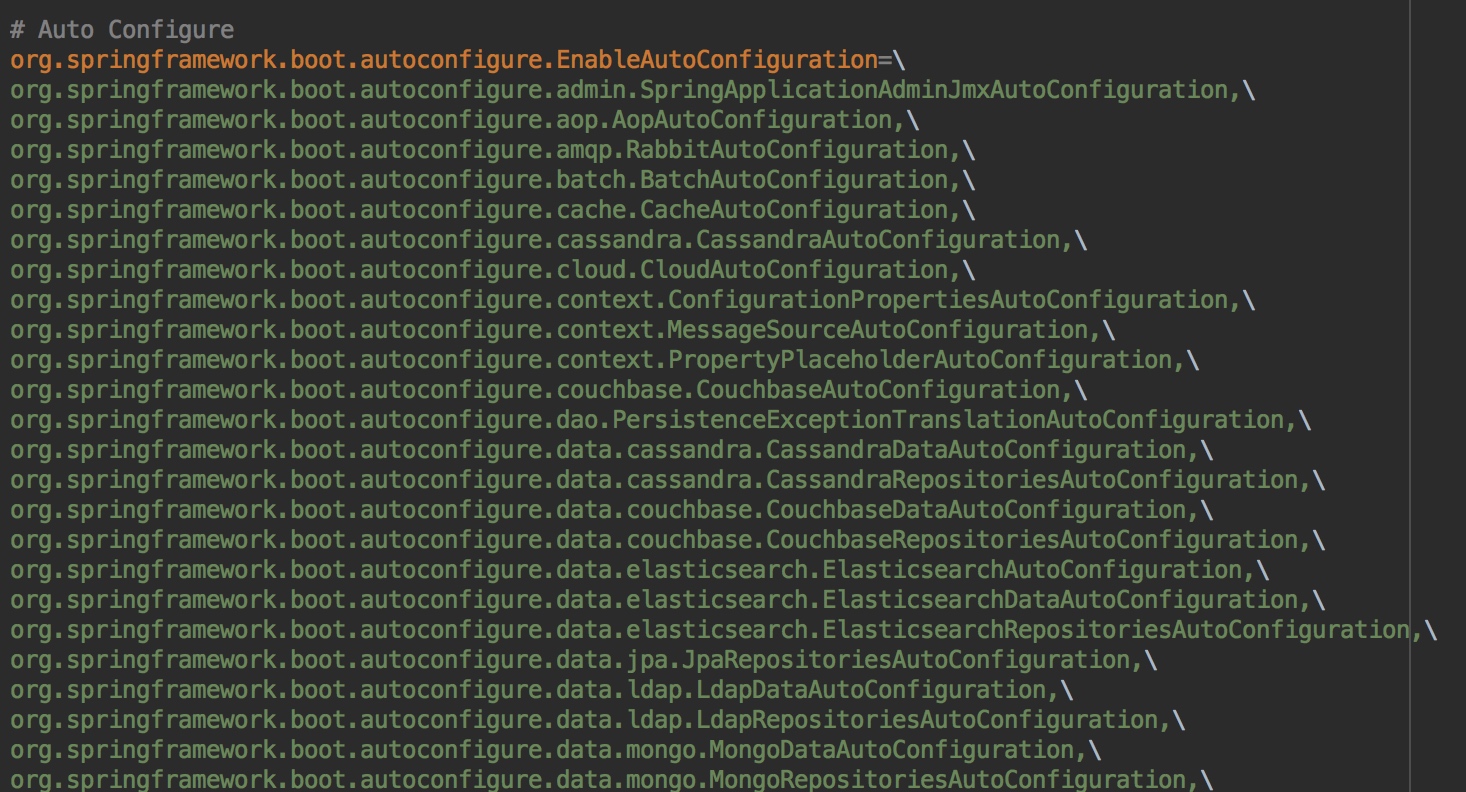 # Auto Configure
org.springframework.boot.autoconfigure.EnableAutoConfiguration=\
org.springframework.boot.autoconfigure.admin.SpringApplicationAdminJmxAutoConfiguration,\
org.springframework.boot.autoconfigure.aop.AopAutoConfiguration,\
org.springframework.boot.autoconfigure.amqp.RabbitAutoConfiguration,\
org.springframework.boot.autoconfigure.batch.BatchAutoConfiguration,\
org.springframework.boot.autoconfigure.cache.CacheAutoConfiguration,\
org.springframework.boot.autoconfigure.cassandra.CassandraAutoConfiguration,\
org.springframework.boot.autoconfigure.cloud.CloudAutoConfiguration,\
org.springframework.boot.autoconfigure.context.ConfigurationPropertiesAutoConfiguration,\
org.springframework.boot.autoconfigure.context.MessageSourceAutoConfiguration,\
org.springframework.boot.autoconfigure.context.PropertyPlaceholderAutoConfiguration,\
org.springframework.boot.autoconfigure.couchbase.CouchbaseAutoConfiguration,\
org.springframework.boot.autoconfigure.dao.PersistenceExceptionTranslationAutoConfiguration,\
org.springframework.boot.autoconfigure.data.cassandra.CassandraDataAutoConfiguration,\
org.springframework.boot.autoconfigure.data.cassandra.CassandraRepositoriesAutoConfiguration,\
org.springframework.boot.autoconfigure.data.couchbase.CouchbaseDataAutoConfiguration,\
org.springframework.boot.autoconfigure.data.couchbase.CouchbaseRepositoriesAutoConfiguration,\
org.springframework.boot.autoconfigure.data.elasticsearch.ElasticsearchAutoConfiguration,\
org.springframework.boot.autoconfigure.data.elasticsearch.ElasticsearchDataAutoConfiguration,\
org.springframework.boot.autoconfigure.data.elasticsearch.ElasticsearchRepositoriesAutoConfiguration,\
org.springframework.boot.autoconfigure.data.jpa.JpaRepositoriesAutoConfiguration,\
org.springframework.boot.autoconfigure.data.ldap.LdapDataAutoConfiguration,\
org.springframework.boot.autoconfigure.data.ldap.LdapRepositoriesAutoConfiguration,\
org.springframework.boot.autoconfigure.data.mongo.MongoDataAutoConfiguration,\
org.springframework.boot.autoconfigure.data.mongo.MongoRepositoriesAutoConfiguration,\